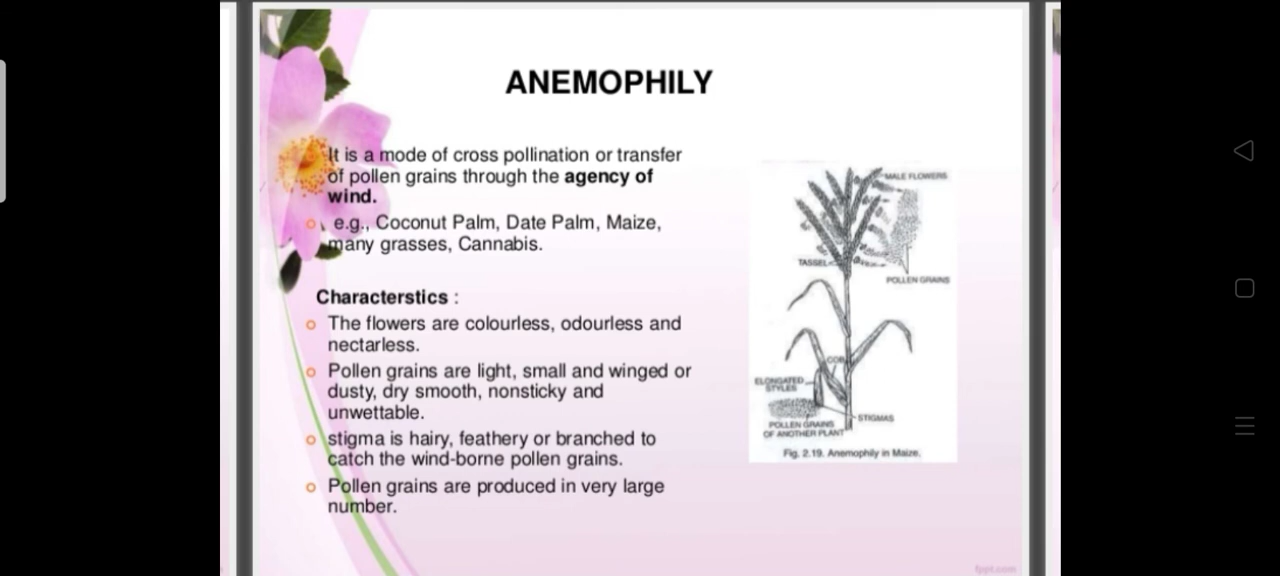 ANEMOPHILY
It is a mode of cross pollination or transfer
of pollen grains through the agency of
wind.
e.g., Coconut Palm, Date Palm, Maize,
many grasses, Cannabis.
Characterstics :
The flowers are colourless, odourless and
nectarless.
Pollen grains are light, small and winged or
dusty, dry smooth, nonsticky and
unwettable.
stigma is hairy, feathery or branched to
catch the wind-borne pollen grains.
Pollen grains are produced in very large
number.
MALE FLOWERS
TASSEL
POLLEN GRAINS
COB
ELONGATED
STYLES
STIGMAS
POLLEN GRAINS
OF ANOTHER PLANT
Fig. 2.19. Anemophily in Maize.
fppt.com